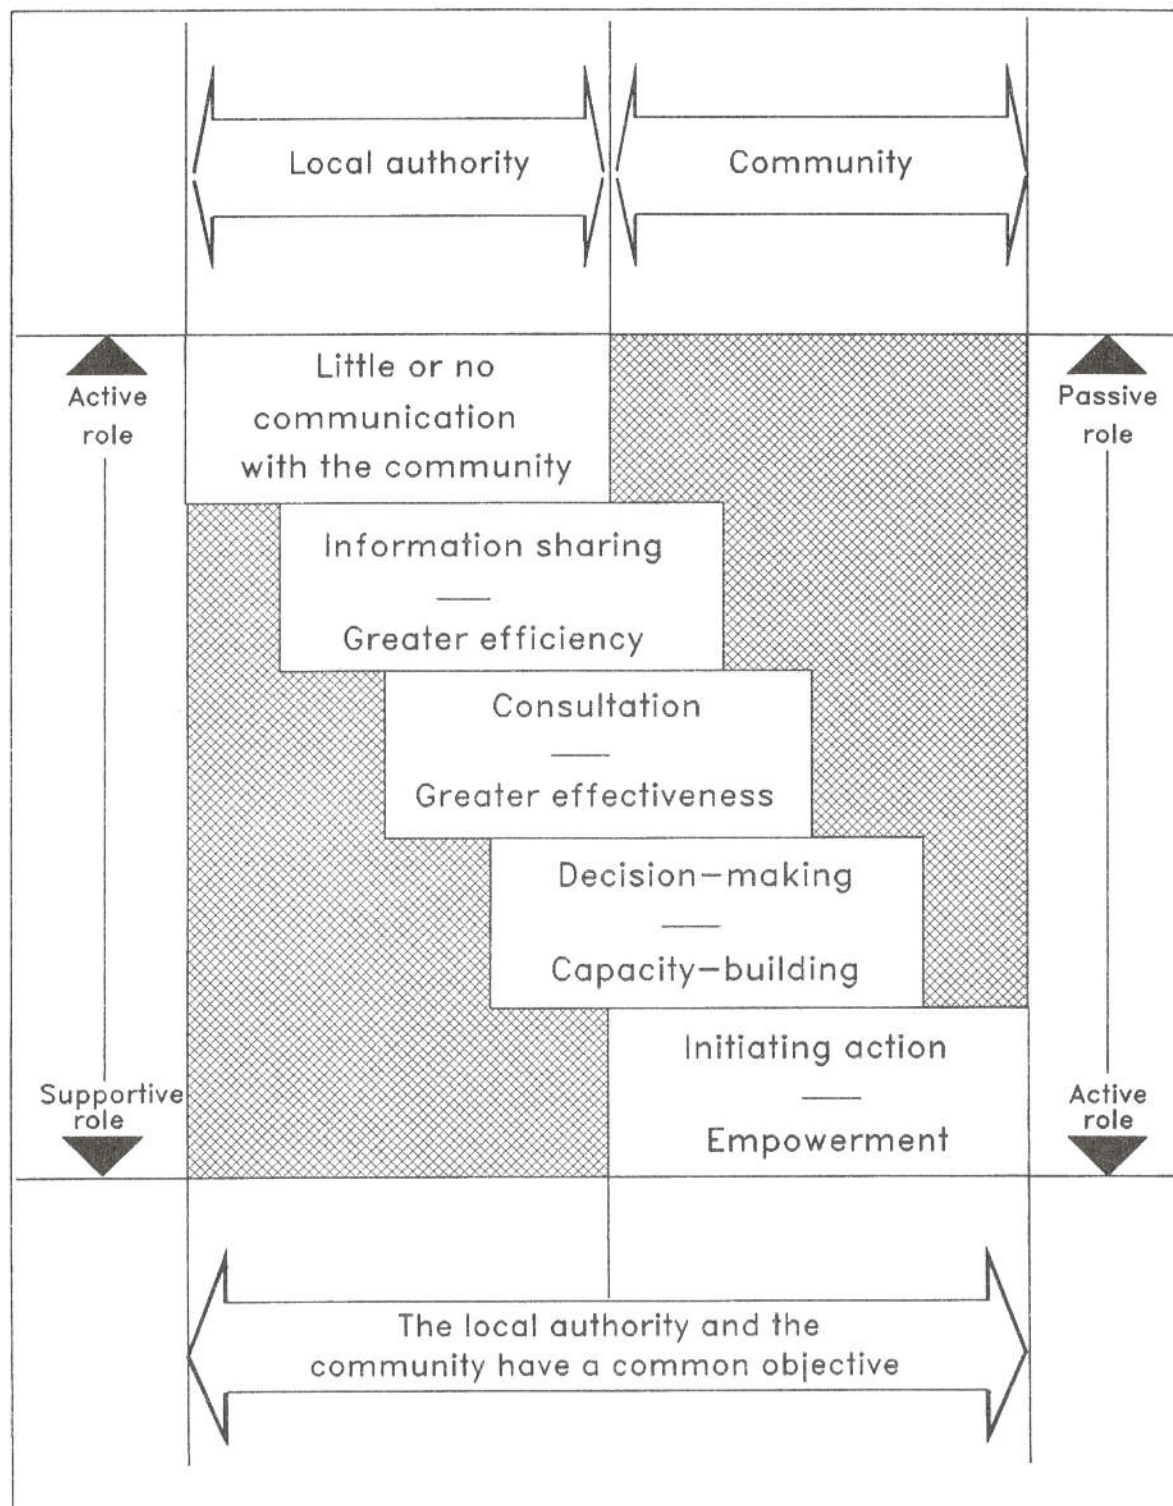 Local authority
Community
Active
role
Passive
role
Little or no
communication
with the community
Information sharing
Greater efficiency
Consultation
Greater effectiveness
Decision-making
Capacity-building
Initiating action
Empowerment
Supportive
role
Active
role
The local authority and the
community have a common objective